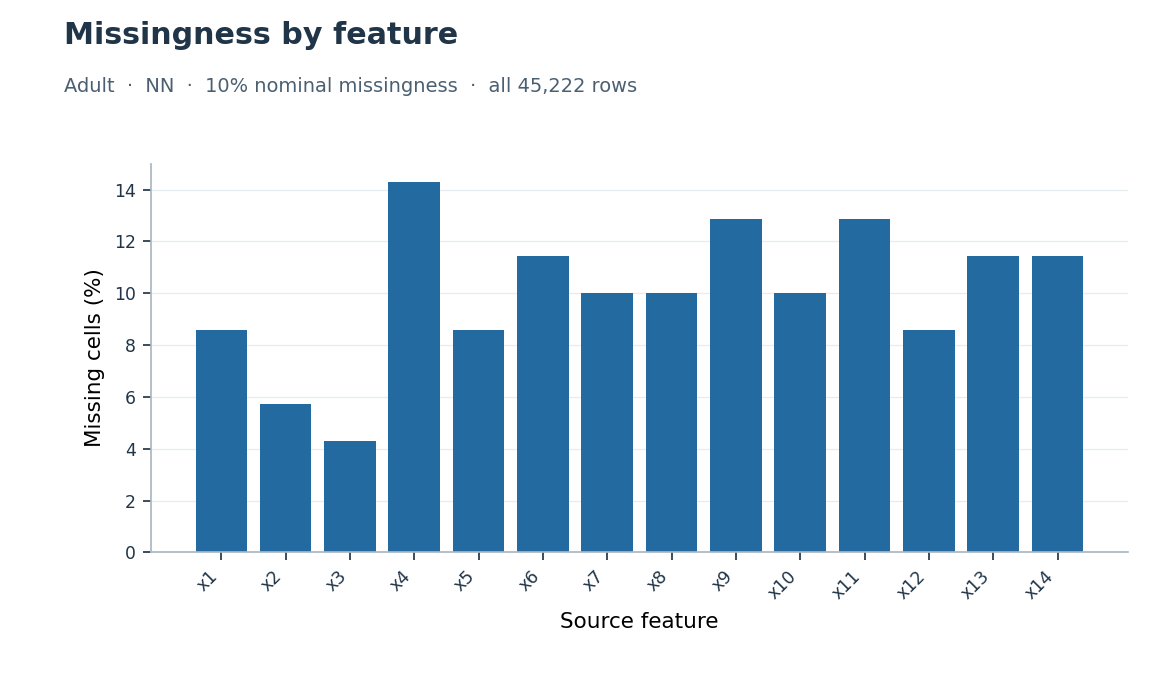 Missingness by feature
Adult · NN · 10% nominal missingness · all 45,222 rows
14
12
10
8
6
4
2
0
Missing cells (%)
x1 x2 x3 x4 x5 x6 x7 x8 x9 x10 x11 x12 x13 x14
Source feature